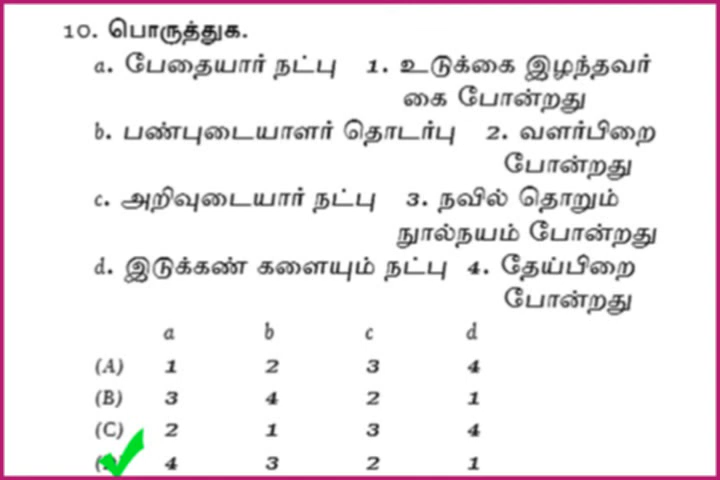 10. பொருத்துக.
a. பேதையார் நட்பு 1. உடுக்கை இழந்தவர்
கை போன்றது
b. பண்புடையாளர் தொடர்பு 2. வளர்பிறை
போன்றது
c. அறிவுடையார் நட்பு 3. நவில் தொறும்
நூல்நயம் போன்றது
d. இடுக்கண் களையும் நட்பு 4. தேய்பிறை
போன்றது
a b c d
(A) 1 2 3 4
(B) 3 4 2 1
(C) 2 1 3 4
4 3 2 1